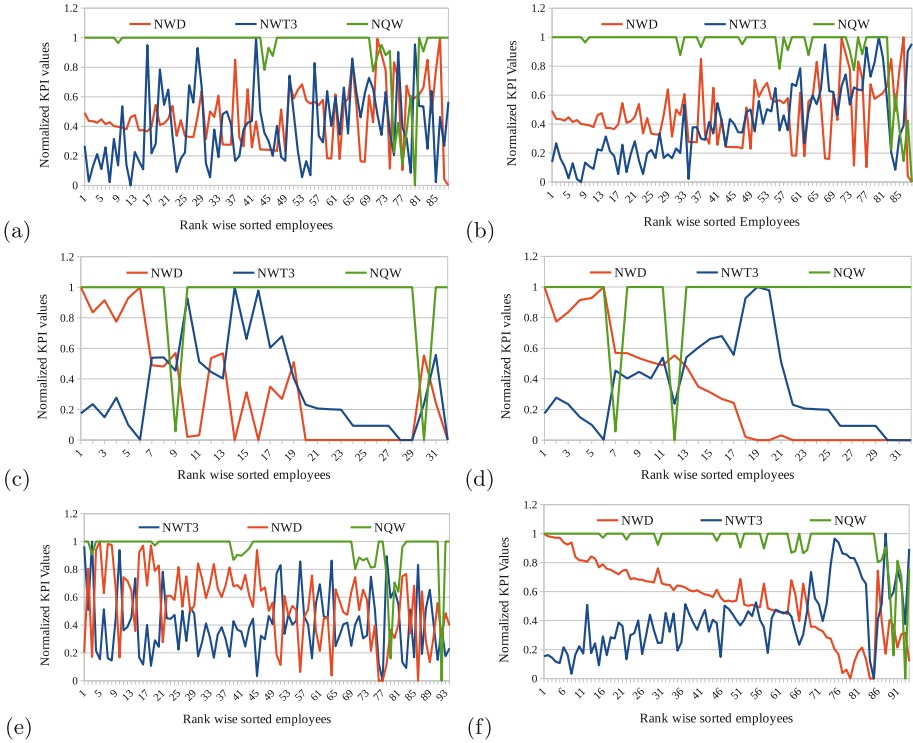 1.2
NWD NWT3 NQW
1
0.8
0.6
0.4
0.2
0
Normalized KPI values
1 5 9 13 17 21 25 29 33 37 41 45 49 53 57 61 65 69 73 77 81 85
Rank wise sorted employees
(a)
1.2
NWD NWT3 NQW
1
0.8
0.6
0.4
0.2
0
Normalized KPI Values
1 5 9 13 17 21 25 29 33 37 41 45 49 53 57 61 65 69 73 77 81 85
Rank wise sorted Employees
(b)
1.2
NWD NWT3 NQW
1
0.8
0.6
0.4
0.2
0
Normalized KPI values
1 3 5 7 9 11 13 15 17 19 21 23 25 27 29 31
Rank wise sorted employees
(c)
1.2
NWD NWT3 NQW
1
0.8
0.6
0.4
0.2
0
Normalized KPI values
1 3 5 7 9 11 13 15 17 19 21 23 25 27 29 31
Rank wise sorted employees
(d)
1.2
NWT3 NWD NQW
1
0.8
0.6
0.4
0.2
0
Normalized KPI Values
1 5 9 13 17 21 25 29 33 37 41 45 49 53 57 61 65 69 73 77 81 85 89 93
Rank wise sorted employees
(e)
1.2
NWD NWT3 NQW
1
0.8
0.6
0.4
0.2
0
Normalized KPI Values
1 6 11 16 21 26 31 36 41 46 51 56 61 66 71 76 81 86 91
Rank wise sorted employees
(f)